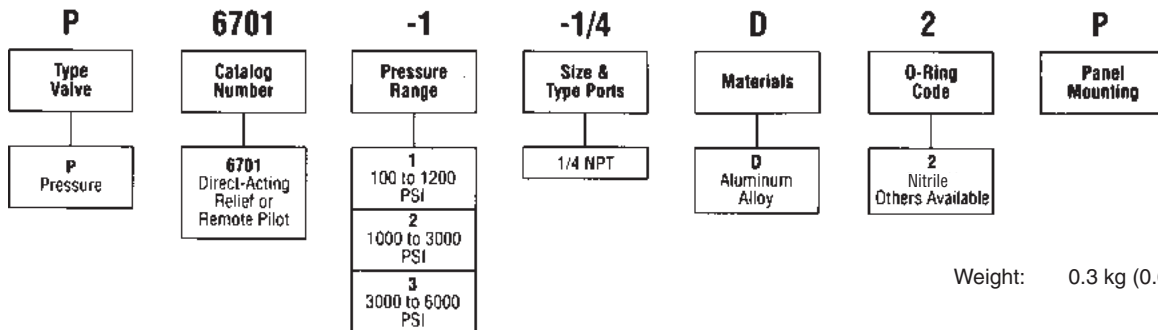 P 6701 -1 -1/4 D 2 P
Type
Valve
Catalog
Number
Pressure
Range
Size &
Type Ports
Materials
O-Ring
Code
Panel
Mounting
P
Pressure
6701
Direct-Acting
Relief or
Remote Pilot
1
100 to 1200
PSI
2
1000 to 3000
PSI
3
3000 to 6000
PSI
1/4 NPT
D
Aluminum
Alloy
2
Nitrile
Others Available
Weight: 0.3 kg